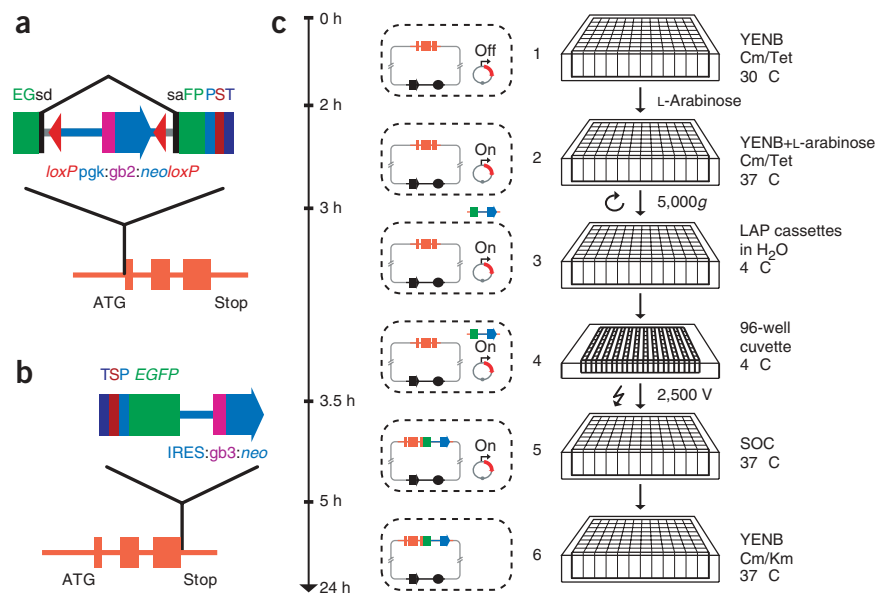 a
EGsd
saFPPST
loxPpgk:gb2:neoloxP
ATG
Stop
b
TSP EGFP
IRES:gb3:neo
ATG
Stop
c
0 h
2 h
3 h
3.5 h
5 h
24 h
Off
1
YENB
Cm/Tet
30 C
L-Arabinose
On
2
YENB+L-arabinose
Cm/Tet
37 C
5,000g
On
3
LAP cassettes
in H2O
4 C
On
4
96-well
cuvette
4 C
2,500 V
On
5
SOC
37 C
6
YENB
Cm/Km
37 C